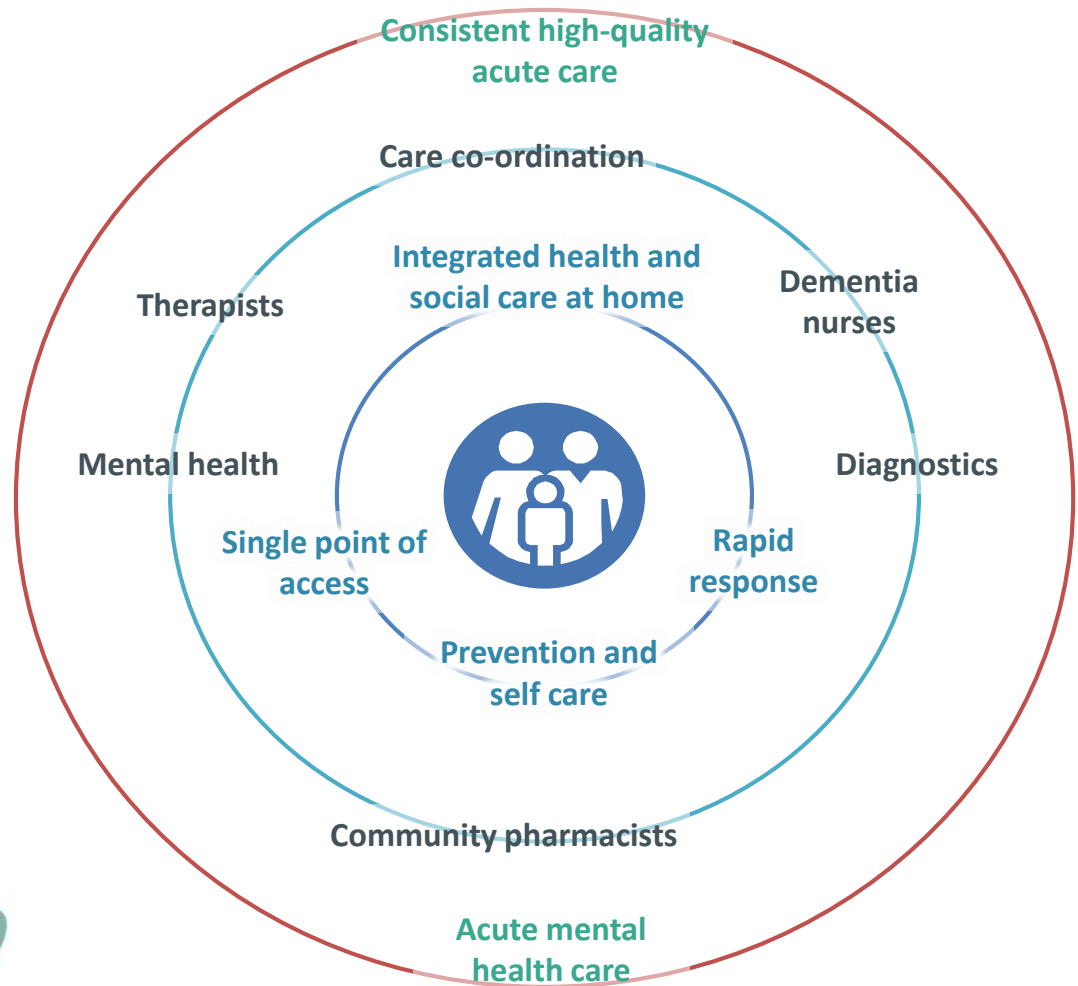 Consistent high-quality
acute care
Care co-ordination
Integrated health and
social care at home
Dementia
nurses
Therapists
Mental health
Diagnostics
Single point of
access
Rapid
response
Prevention and
self care
Community pharmacists
Acute mental
health care